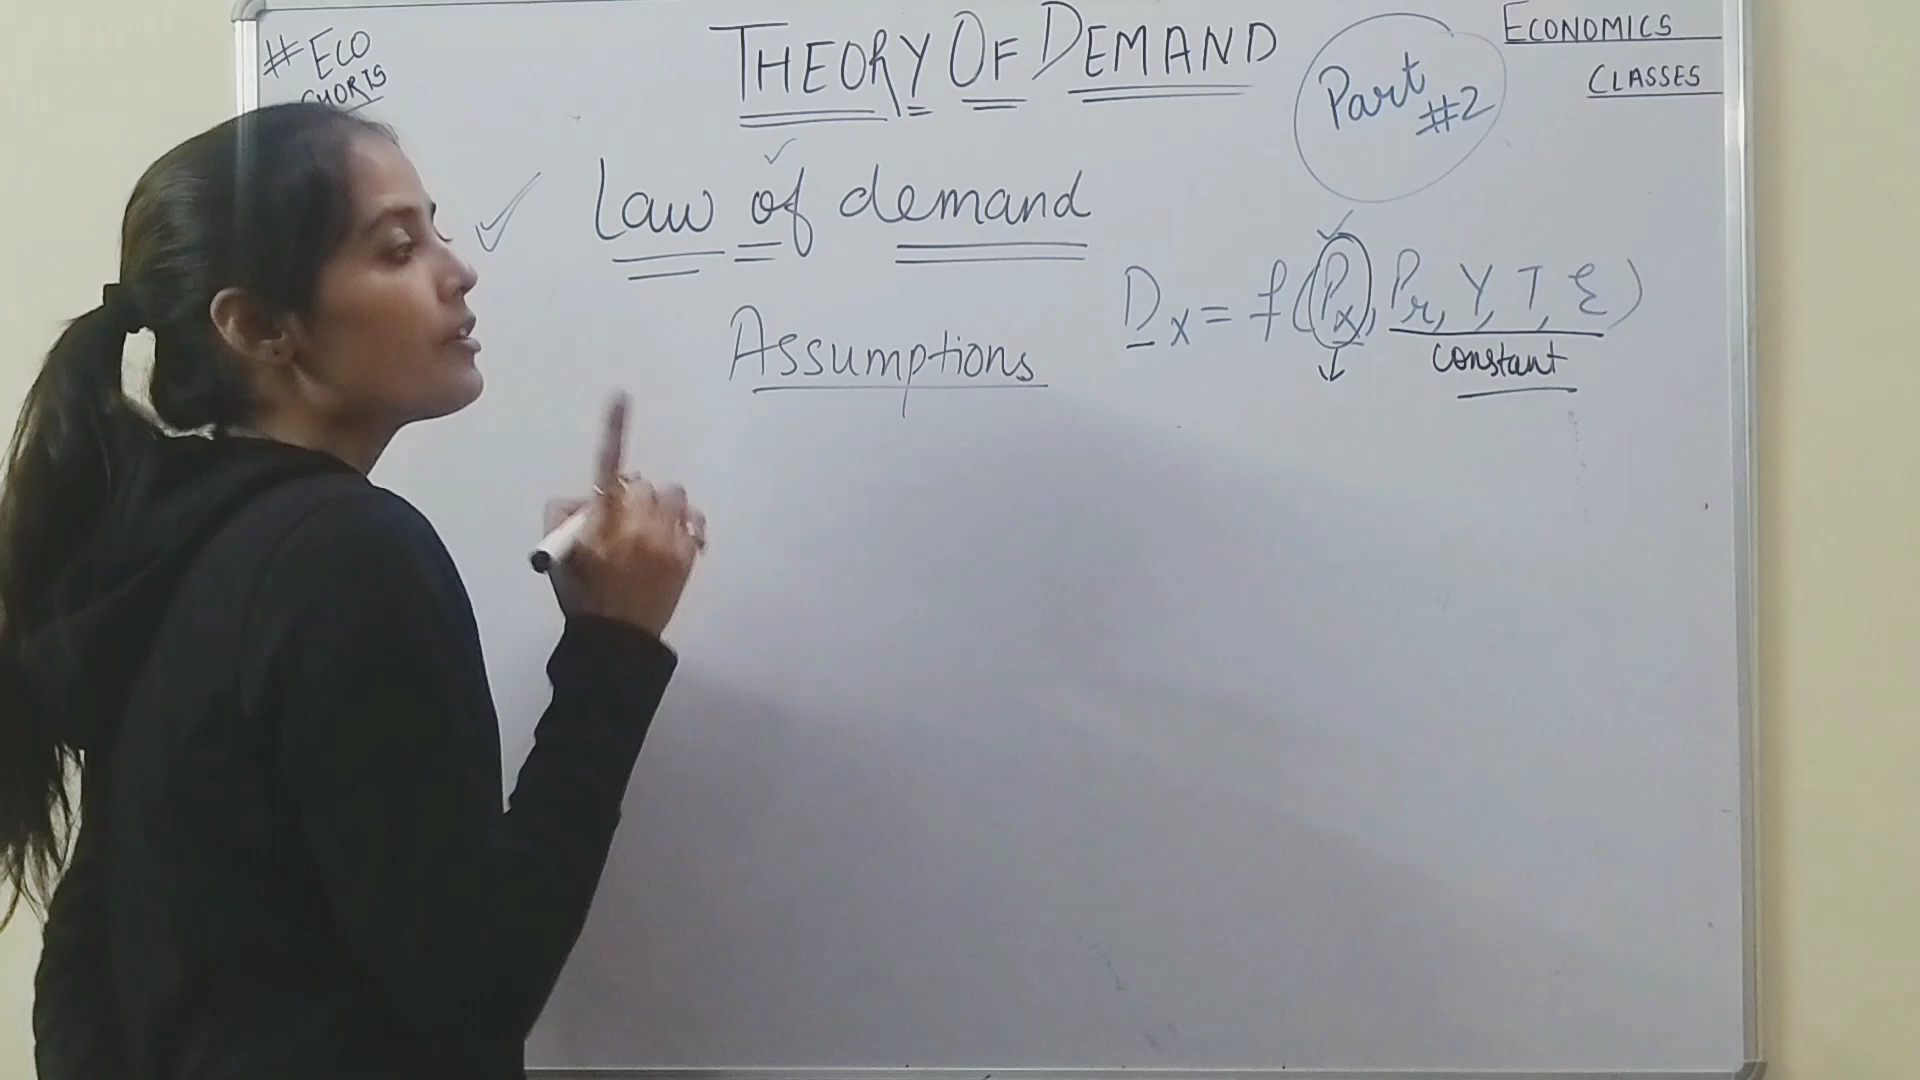 #ECO
SHORTS
THEORY OF DEMAND
Part
#2
ECONOMICS
CLASSES
Law of demand
Dx = f(Px, Pr, Y, T, E)
constant
Assumptions